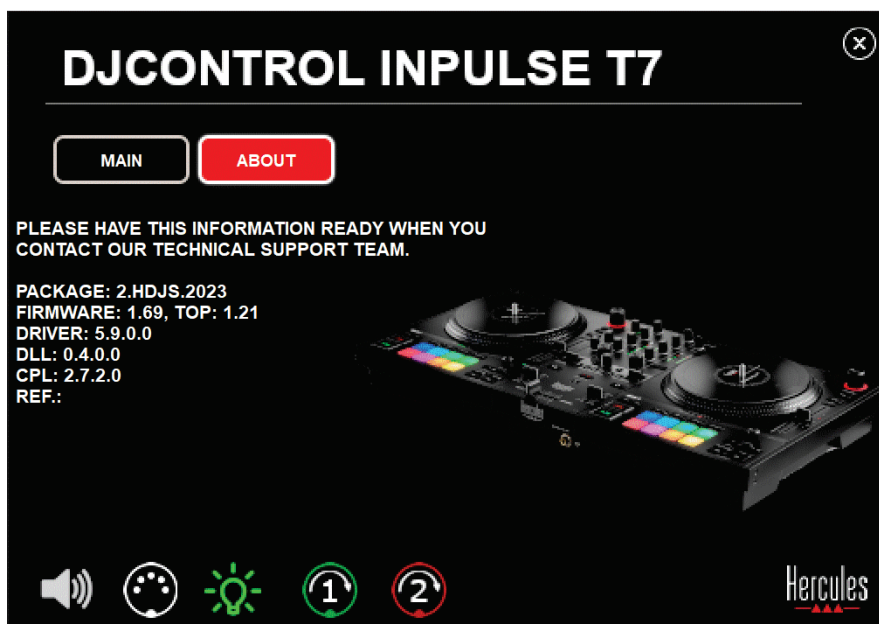 DJCONTROL INPULSE T7
MAIN
ABOUT
PLEASE HAVE THIS INFORMATION READY WHEN YOU
CONTACT OUR TECHNICAL SUPPORT TEAM.
PACKAGE: 2.HDJS.2023
FIRMWARE: 1.69, TOP: 1.21
DRIVER: 5.9.0.0
DLL: 0.4.0.0
CPL: 2.7.2.0
REF.:
1
2
Hercules